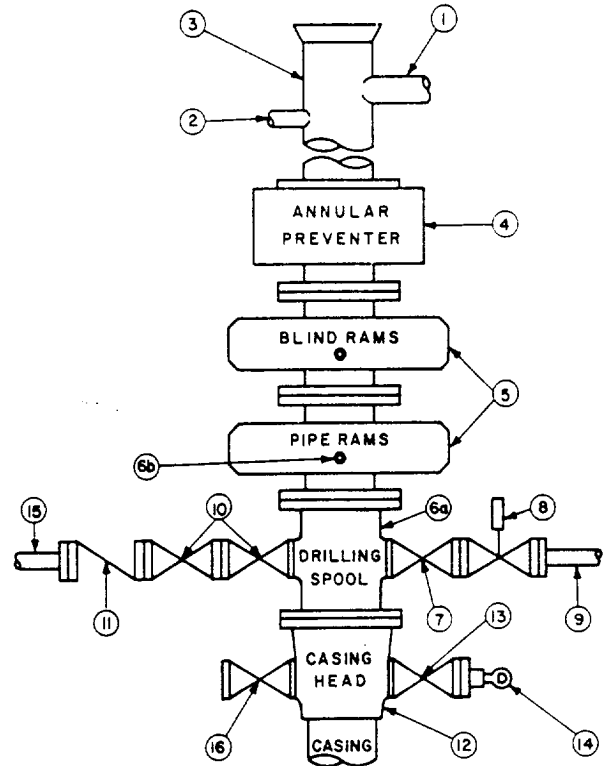 3
1
2
ANNULAR
PREVENTER
4
BLIND RAMS
5
PIPE RAMS
6b
6a
8
15
10
DRILLING
SPOOL
11
7
9
13
CASING
HEAD
16
12
14
CASING